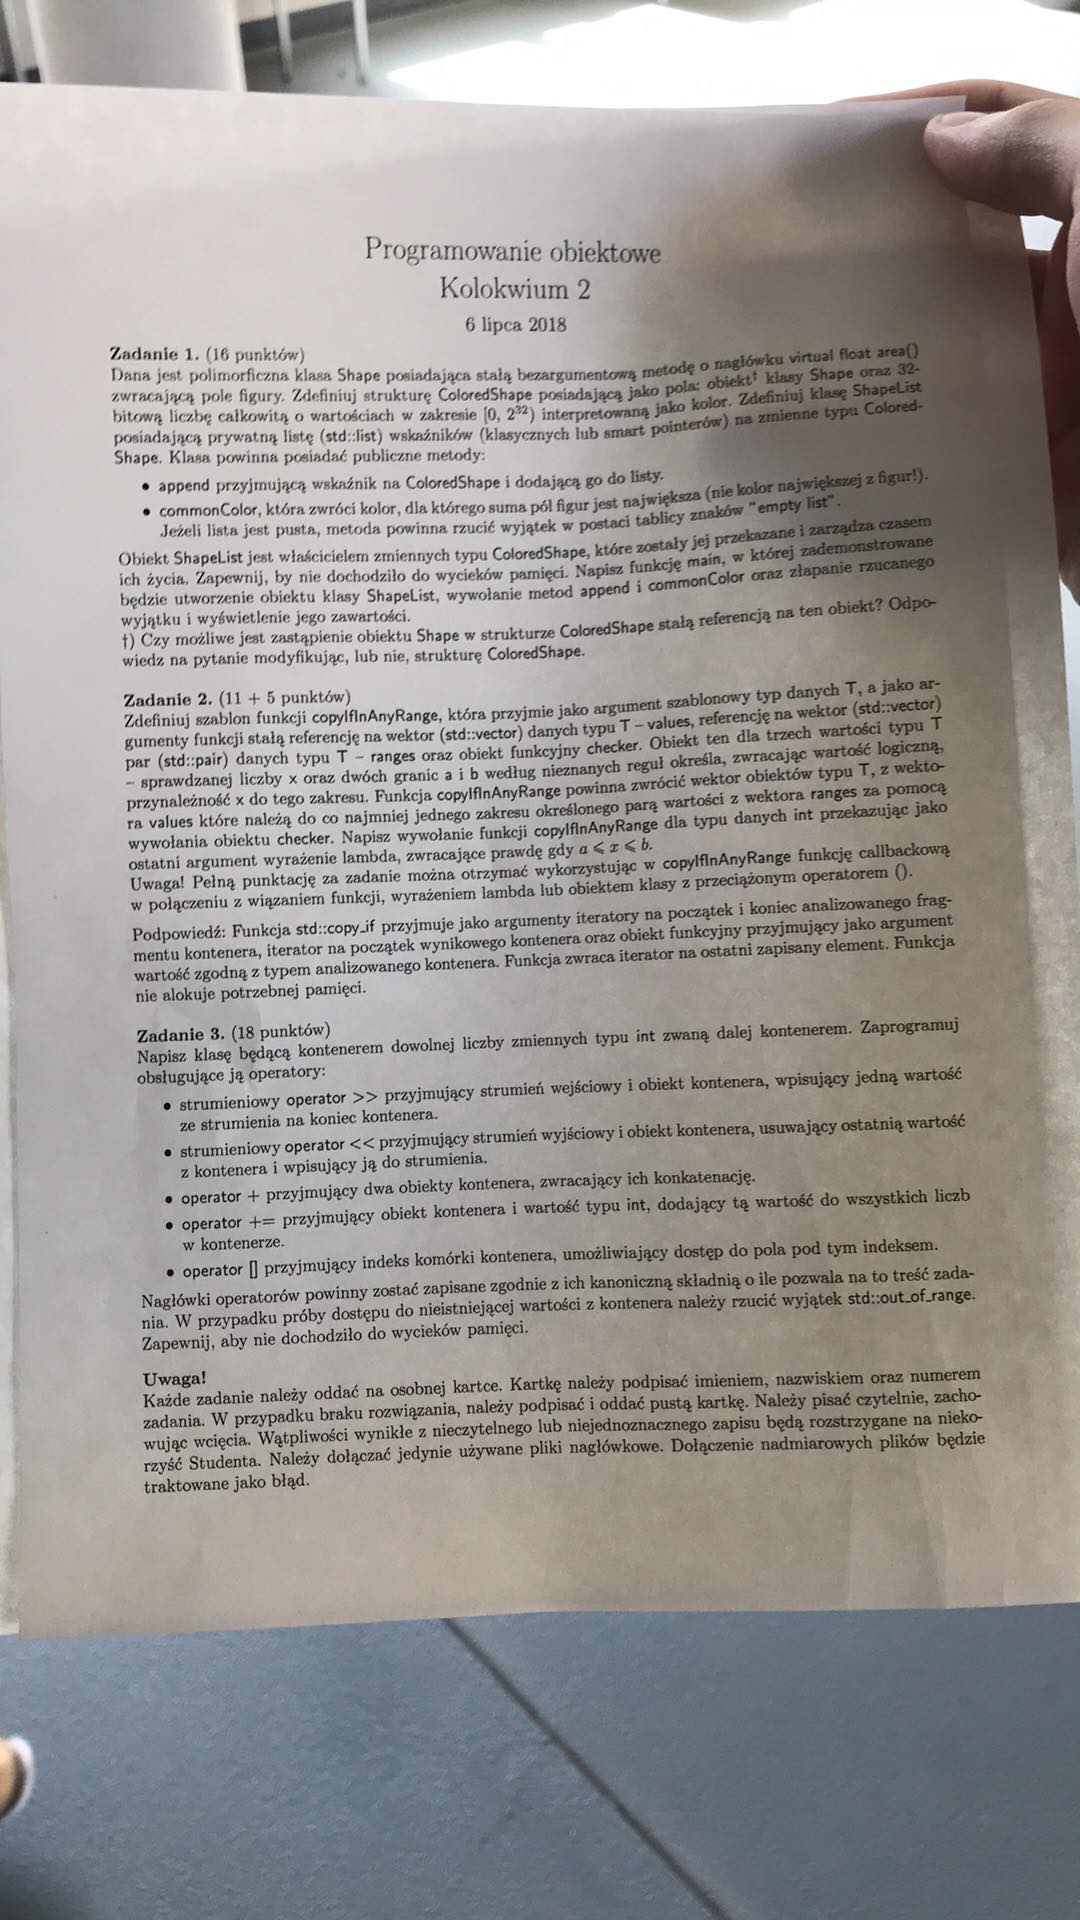 Programowanie obiektowe
Kolokwium 2
6 lipca 2018
Zadanie 1. (16 punktów)
Dana jest polimorficzna klasa Shape posiadająca stałą bezargumentową metodę o nagłówku virtual float area()
zwracającą pole figury. Zdefiniuj strukturę ColoredShape posiadającą jako pola: obiekt† klasy Shape oraz 32-
bitową liczbę całkowitą o wartościach w zakresie [0, 2³²) interpretowaną jako kolor. Zdefiniuj klasę ShapeList
posiadającą prywatną listę (std::list) wskaźników (klasycznych lub smart pointerów) na zmienne typu Colored-
Shape. Klasa powinna posiadać publiczne metody:
• append przyjmującą wskaźnik na ColoredShape i dodającą go do listy.
• commonColor, która zwróci kolor, dla którego suma pól figur jest największa (nie kolor największej z figur!).
Jeżeli lista jest pusta, metoda powinna rzucić wyjątek w postaci tablicy znaków "empty list".
Obiekt ShapeList jest właścicielem zmiennych typu ColoredShape, które zostały jej przekazane i zarządza czasem
ich życia. Zapewnij, by nie dochodziło do wycieków pamięci. Napisz funkcję main, w której zademonstrowane
będzie utworzenie obiektu klasy ShapeList, wywołanie metod append i commonColor oraz złapanie rzucanego
wyjątku i wyświetlenie jego zawartości.
†) Czy możliwe jest zastąpienie obiektu Shape w strukturze ColoredShape stałą referencją na ten obiekt? Odpo-
wiedz na pytanie modyfikując, lub nie, strukturę ColoredShape.
Zadanie 2. (11 + 5 punktów)
Zdefiniuj szablon funkcji copyIfInAnyRange, która przyjmie jako argument szablonowy typ danych T, a jako ar-
gumenty funkcji stałą referencję na wektor (std::vector) danych typu T – values, referencję na wektor (std::vector)
par (std::pair) danych typu T – ranges oraz obiekt funkcyjny checker. Obiekt ten dla trzech wartości typu T
– sprawdzanej liczby x oraz dwóch granic a i b według nieznanych reguł określa, zwracając wartość logiczną,
przynależność x do tego zakresu. Funkcja copyIfInAnyRange powinna zwrócić wektor obiektów typu T, z wekto-
ra values które należą do co najmniej jednego zakresu określonego parą wartości z wektora ranges za pomocą
wywołania obiektu checker. Napisz wywołanie funkcji copyIfInAnyRange dla typu danych int przekazując jako
ostatni argument wyrażenie lambda, zwracające prawdę gdy a ⩽ x ⩽ b.
Uwaga! Pełną punktację za zadanie można otrzymać wykorzystując w copyIfInAnyRange funkcję callbackową
w połączeniu z wiązaniem funkcji, wyrażeniem lambda lub obiektem klasy z przeciążonym operatorem ().
Podpowiedź: Funkcja std::copy_if przyjmuje jako argumenty iteratory na początek i koniec analizowanego frag-
mentu kontenera, iterator na początek wynikowego kontenera oraz obiekt funkcyjny przyjmujący jako argument
wartość zgodną z typem analizowanego kontenera. Funkcja zwraca iterator na ostatni zapisany element. Funkcja
nie alokuje potrzebnej pamięci.
Zadanie 3. (18 punktów)
Napisz klasę będącą kontenerem dowolnej liczby zmiennych typu int zwaną dalej kontenerem. Zaprogramuj
obsługujące ją operatory:
• strumieniowy operator >> przyjmujący strumień wejściowy i obiekt kontenera, wpisujący jedną wartość
ze strumienia na koniec kontenera.
• strumieniowy operator << przyjmujący strumień wyjściowy i obiekt kontenera, usuwający ostatnią wartość
z kontenera i wpisujący ją do strumienia.
• operator + przyjmujący dwa obiekty kontenera, zwracający ich konkatenację.
• operator += przyjmujący obiekt kontenera i wartość typu int, dodający tą wartość do wszystkich liczb
w kontenerze.
• operator [] przyjmujący indeks komórki kontenera, umożliwiający dostęp do pola pod tym indeksem.
Nagłówki operatorów powinny zostać zapisane zgodnie z ich kanoniczną składnią o ile pozwala na to treść zada-
nia. W przypadku próby dostępu do nieistniejącej wartości z kontenera należy rzucić wyjątek std::out_of_range.
Zapewnij, aby nie dochodziło do wycieków pamięci.
Uwaga!
Każde zadanie należy oddać na osobnej kartce. Kartkę należy podpisać imieniem, nazwiskiem oraz numerem
zadania. W przypadku braku rozwiązania, należy podpisać i oddać pustą kartkę. Należy pisać czytelnie, zacho-
wując wcięcia. Wątpliwości wynikłe z nieczytelnego lub niejednoznacznego zapisu będą rozstrzygane na nieko-
rzyść Studenta. Należy dołączać jedynie używane pliki nagłówkowe. Dołączenie nadmiarowych plików będzie
traktowane jako błąd.